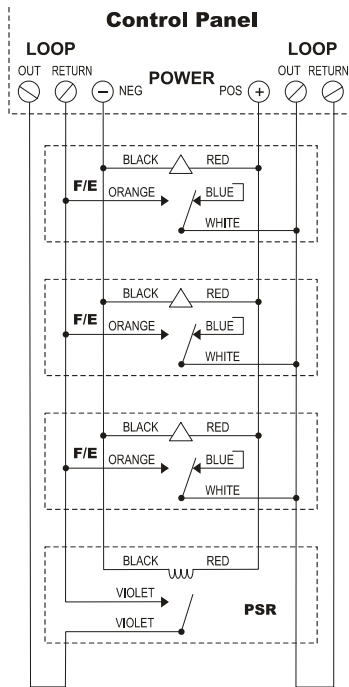 Control Panel
LOOP LOOP
OUT RETURN POWER OUT RETURN
− NEG POS +
BLACK RED
F/E ORANGE BLUE
WHITE
BLACK RED
F/E ORANGE BLUE
WHITE
BLACK RED
F/E ORANGE BLUE
WHITE
BLACK RED
VIOLET
VIOLET PSR